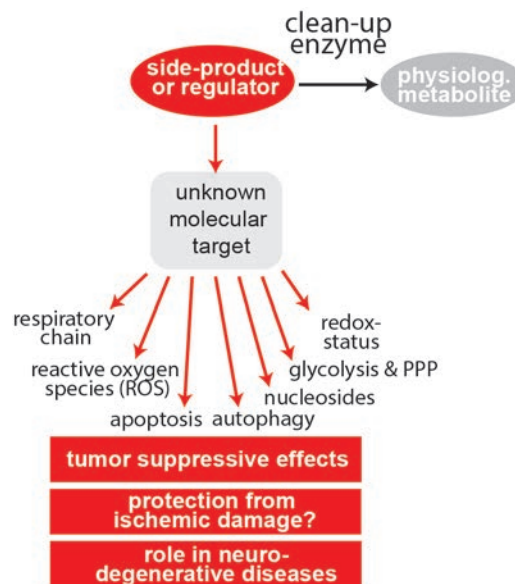 clean-up
enzyme
side-product
or regulator
physiolog.
metabolite
unknown
molecular
target
respiratory
chain
redox-
status
reactive oxygen
species (ROS)
glycolysis & PPP
nucleosides
apoptosis
autophagy
tumor suppressive effects
protection from
ischemic damage?
role in neuro-
degenerative diseases